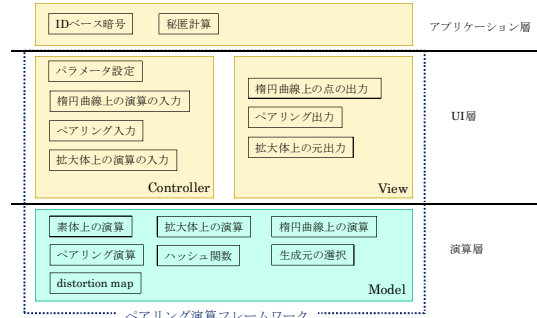 IDベース暗号
秘匿計算
アプリケーション層
パラメータ設定
楕円曲線上の演算の入力
ペアリング入力
拡大体上の演算の入力
Controller
楕円曲線上の点の出力
ペアリング出力
拡大体上の元出力
View
UI層
素体上の演算
拡大体上の演算
楕円曲線上の演算
ペアリング演算
ハッシュ関数
生成元の選択
distortion map
Model
演算層
ペアリング演算フレームワーク